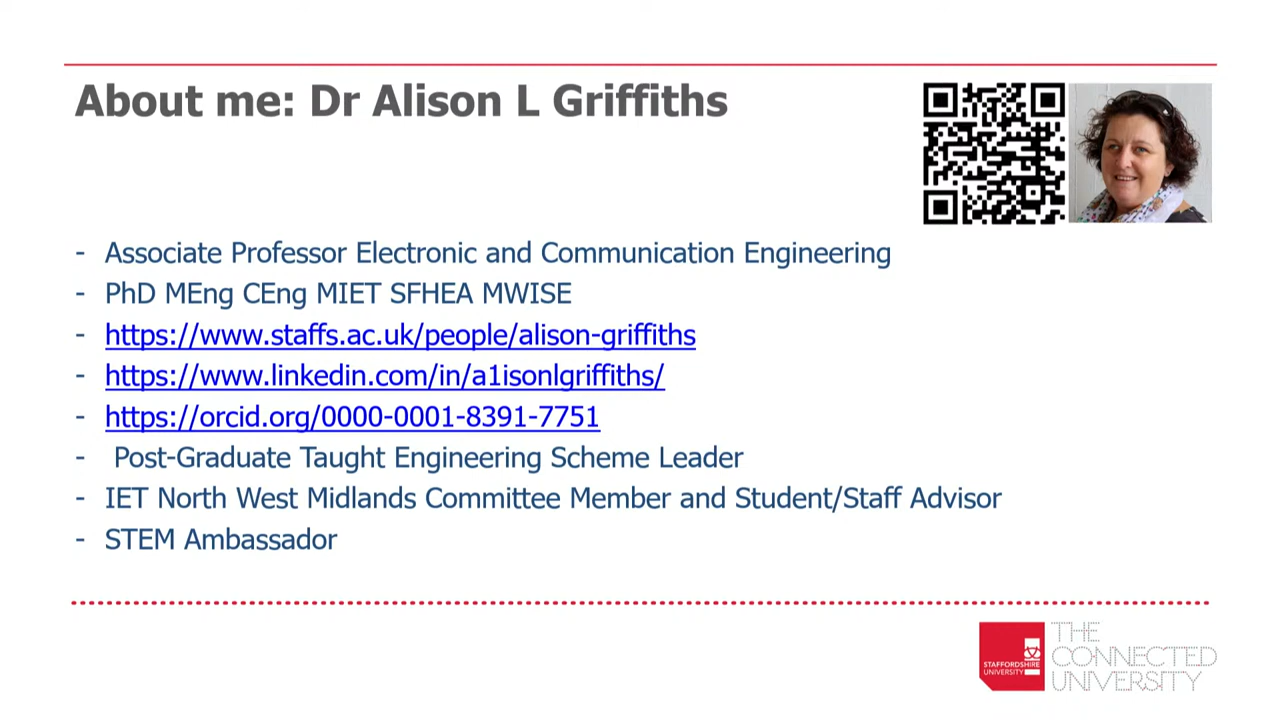 About me: Dr Alison L Griffiths
- Associate Professor Electronic and Communication Engineering
- PhD MEng CEng MIET SFHEA MWISE
- https://www.staffs.ac.uk/people/alison-griffiths
- https://www.linkedin.com/in/a1isonlgriffiths/
- https://orcid.org/0000-0001-8391-7751
- Post-Graduate Taught Engineering Scheme Leader
- IET North West Midlands Committee Member and Student/Staff Advisor
- STEM Ambassador
STAFFORDSHIRE
UNIVERSITY
THE
CONNECTED
UNIVERSITY